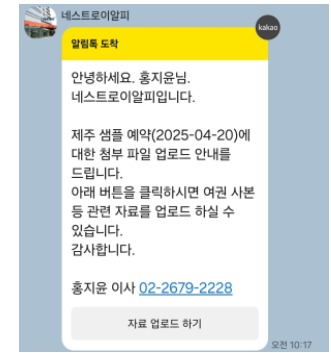 네스트로이알피
kakao
알림톡 도착
안녕하세요. 홍지윤님.
네스트로이알피입니다.
제주 샘플 예약(2025-04-20)에
대한 첨부 파일 업로드 안내를
드립니다.
아래 버튼을 클릭하시면 여권 사본
등 관련 자료를 업로드 하실 수
있습니다.
감사합니다.
홍지윤 이사 02-2679-2228
자료 업로드 하기
오전 10:17